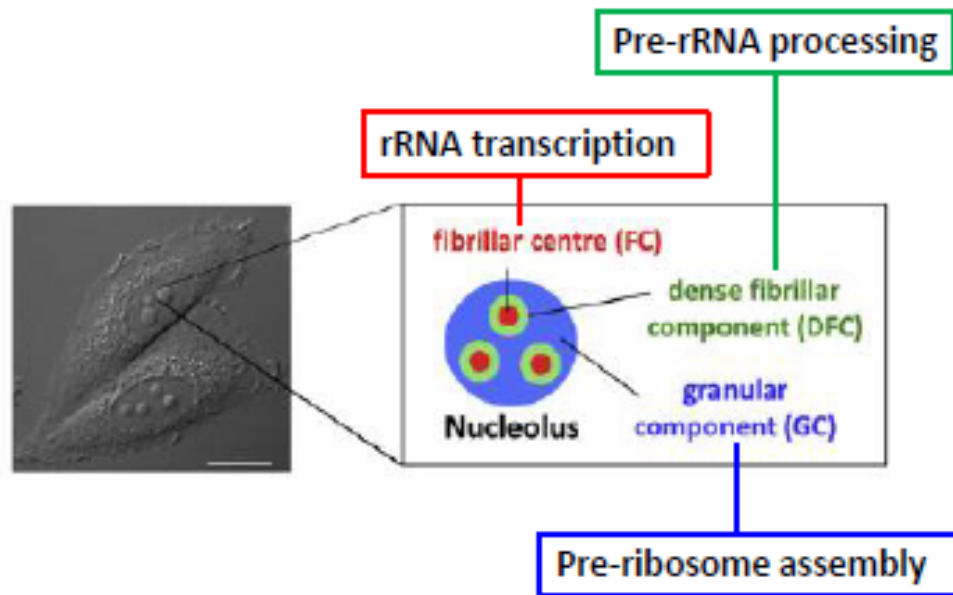 Pre-rRNA processing
rRNA transcription
fibrillar centre (FC)
dense fibrillar
component (DFC)
granular
component (GC)
Nucleolus
Pre-ribosome assembly